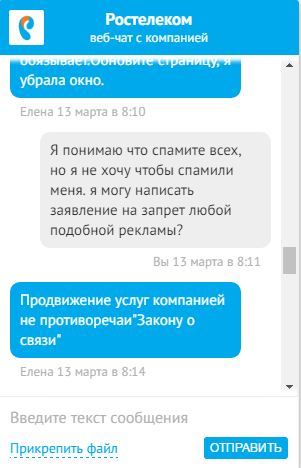 Ростелеком
веб-чат с компанией
обязывает.Обновите страницу, я
убрала окно.
Елена 13 марта в 8:10
Я понимаю что спамите всех,
но я не хочу чтобы спамили
меня. я могу написать
заявление на запрет любой
подобной рекламы?
Вы 13 марта в 8:11
Продвижение услуг компанией
не противоречаи"Закону о
связи"
Елена 13 марта в 8:14
Введите текст сообщения
Прикрепить файл
ОТПРАВИТЬ